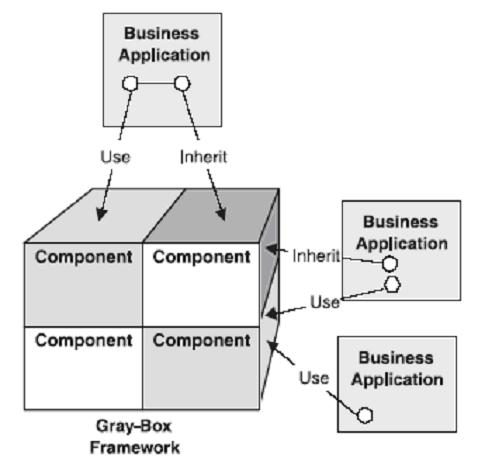 Business
Application
Use
Inherit
Component
Component
Component
Component
Gray-Box
Framework
Business
Application
Inherit
Use
Business
Application
Use